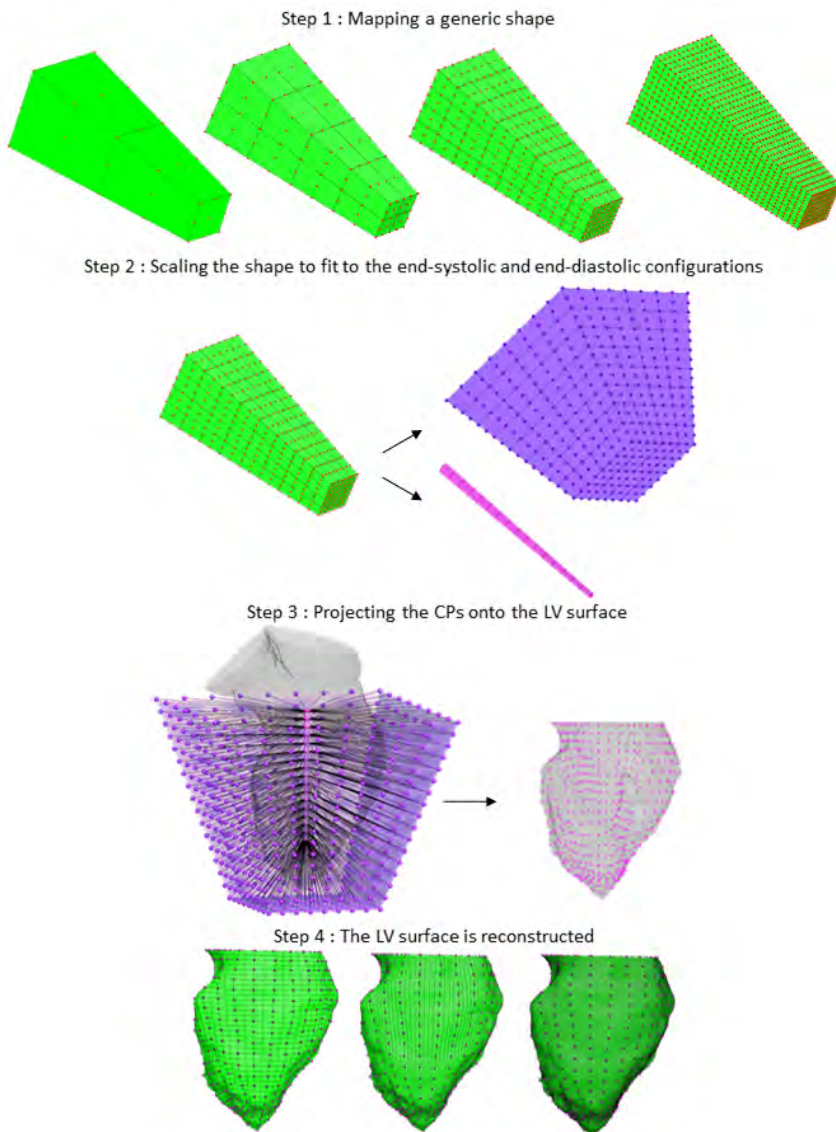 Step 1 : Mapping a generic shape
Step 2 : Scaling the shape to fit to the end-systolic and end-diastolic configurations
Step 3 : Projecting the CPs onto the LV surface
Step 4 : The LV surface is reconstructed